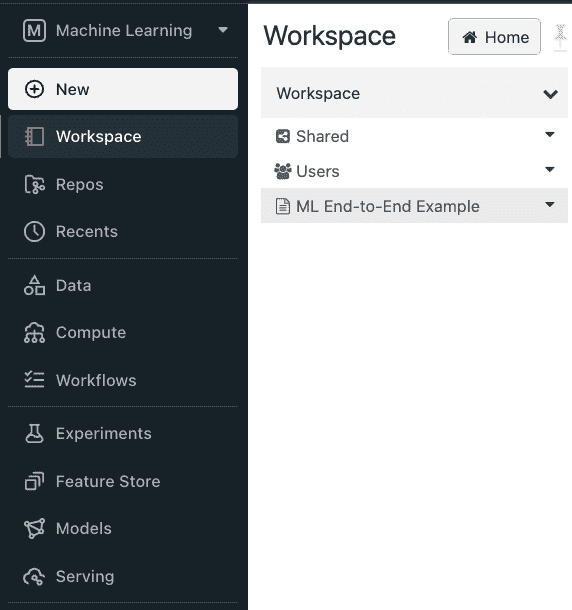 M Machine Learning
New
Workspace
Repos
Recents
Data
Compute
Workflows
Experiments
Feature Store
Models
Serving
Workspace
Home
Workspace
Shared
Users
ML End-to-End Example